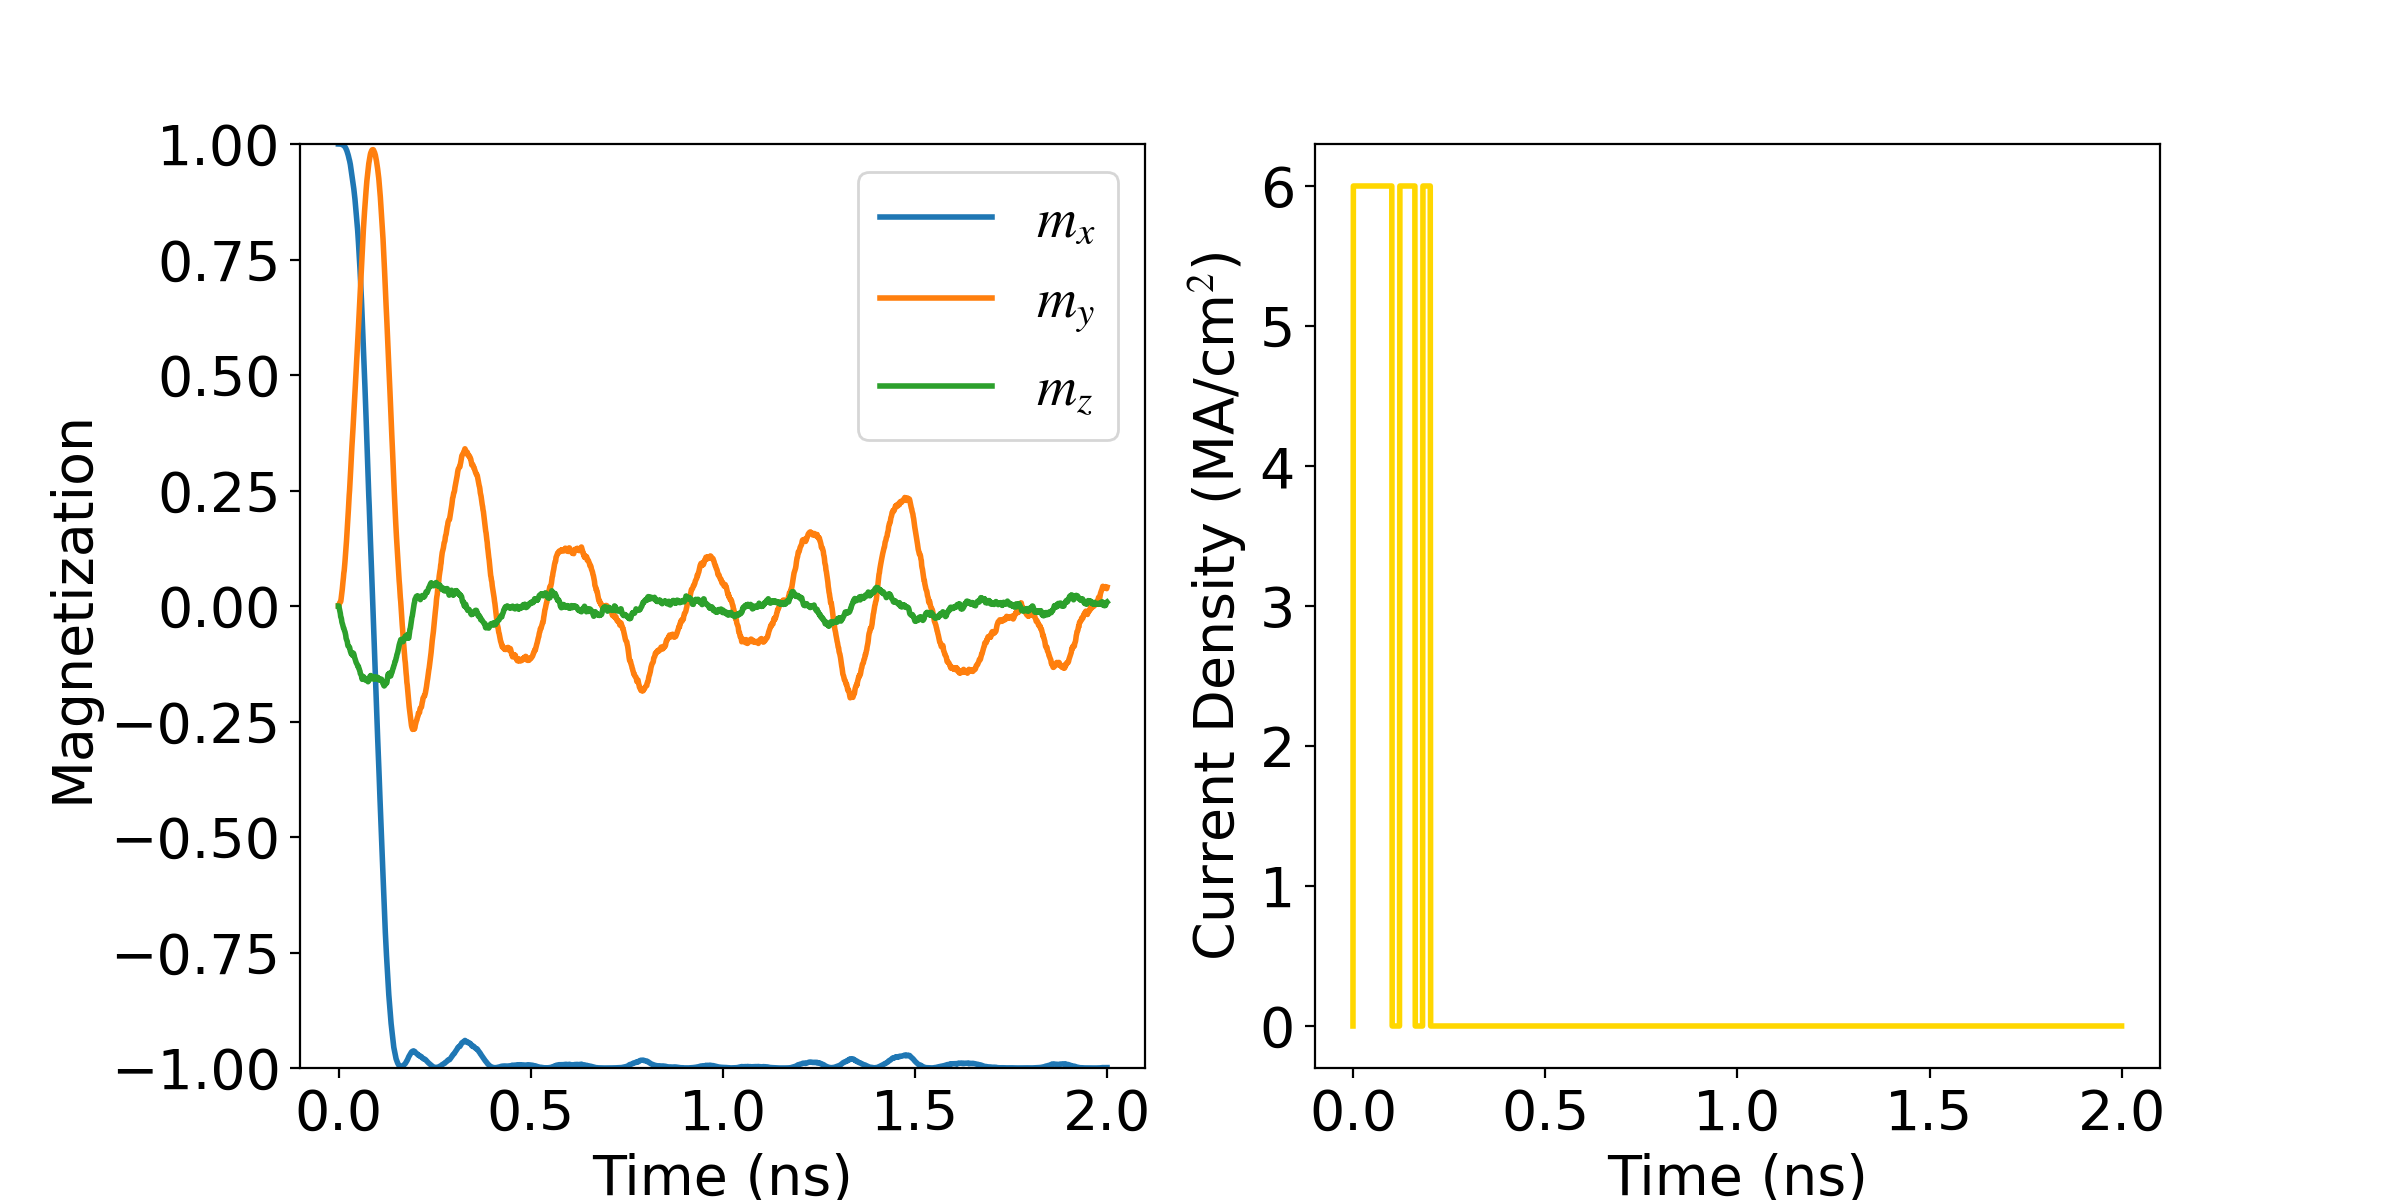 1.00
0.75
0.50
0.25
0.00
−0.25
−0.50
−0.75
−1.00
Magnetization
0.0 0.5 1.0 1.5 2.0
Time (ns)
m_x
m_y
m_z
6
5
4
3
2
1
0
Current Density (MA/cm²)
0.0 0.5 1.0 1.5 2.0
Time (ns)